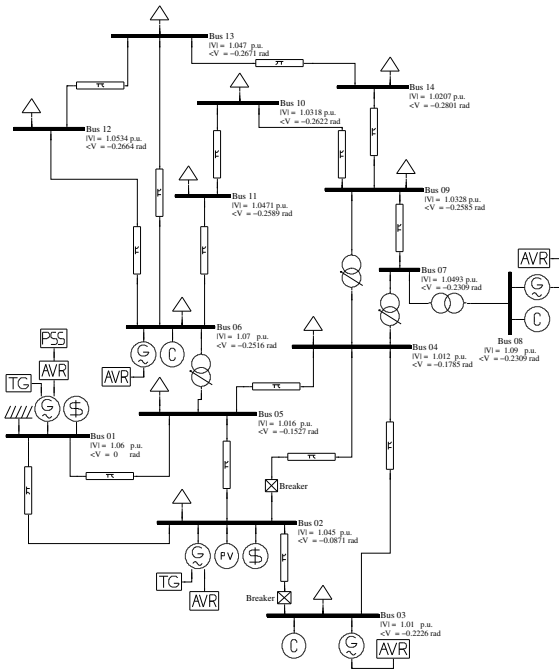 Bus 13
|V| = 1.047 p.u.
<V = −0.2671 rad
π
Bus 14
|V| = 1.0207 p.u.
<V = −0.2801 rad
π
Bus 12
|V| = 1.0534 p.u.
<V = −0.2664 rad
Bus 10
|V| = 1.0318 p.u.
<V = −0.2622 rad
π
π
π
π
Bus 11
|V| = 1.0471 p.u.
<V = −0.2589 rad
Bus 09
|V| = 1.0328 p.u.
<V = −0.2585 rad
π
π
π
π
Bus 07
|V| = 1.0493 p.u.
<V = −0.2309 rad
AVR
G
C
Bus 08
|V| = 1.09 p.u.
<V = −0.2309 rad
Bus 06
|V| = 1.07 p.u.
<V = −0.2516 rad
G
C
AVR
Bus 04
|V| = 1.012 p.u.
<V = −0.1785 rad
PSS
AVR
TG
G
$
π
Bus 05
|V| = 1.016 p.u.
<V = −0.1527 rad
Bus 01
|V| = 1.06 p.u.
<V = 0 rad
π
π
π
π
π
Breaker
Bus 02
|V| = 1.045 p.u.
<V = −0.0871 rad
G
PV
$
π
TG
AVR
Breaker
Bus 03
|V| = 1.01 p.u.
<V = −0.2226 rad
C
G
AVR